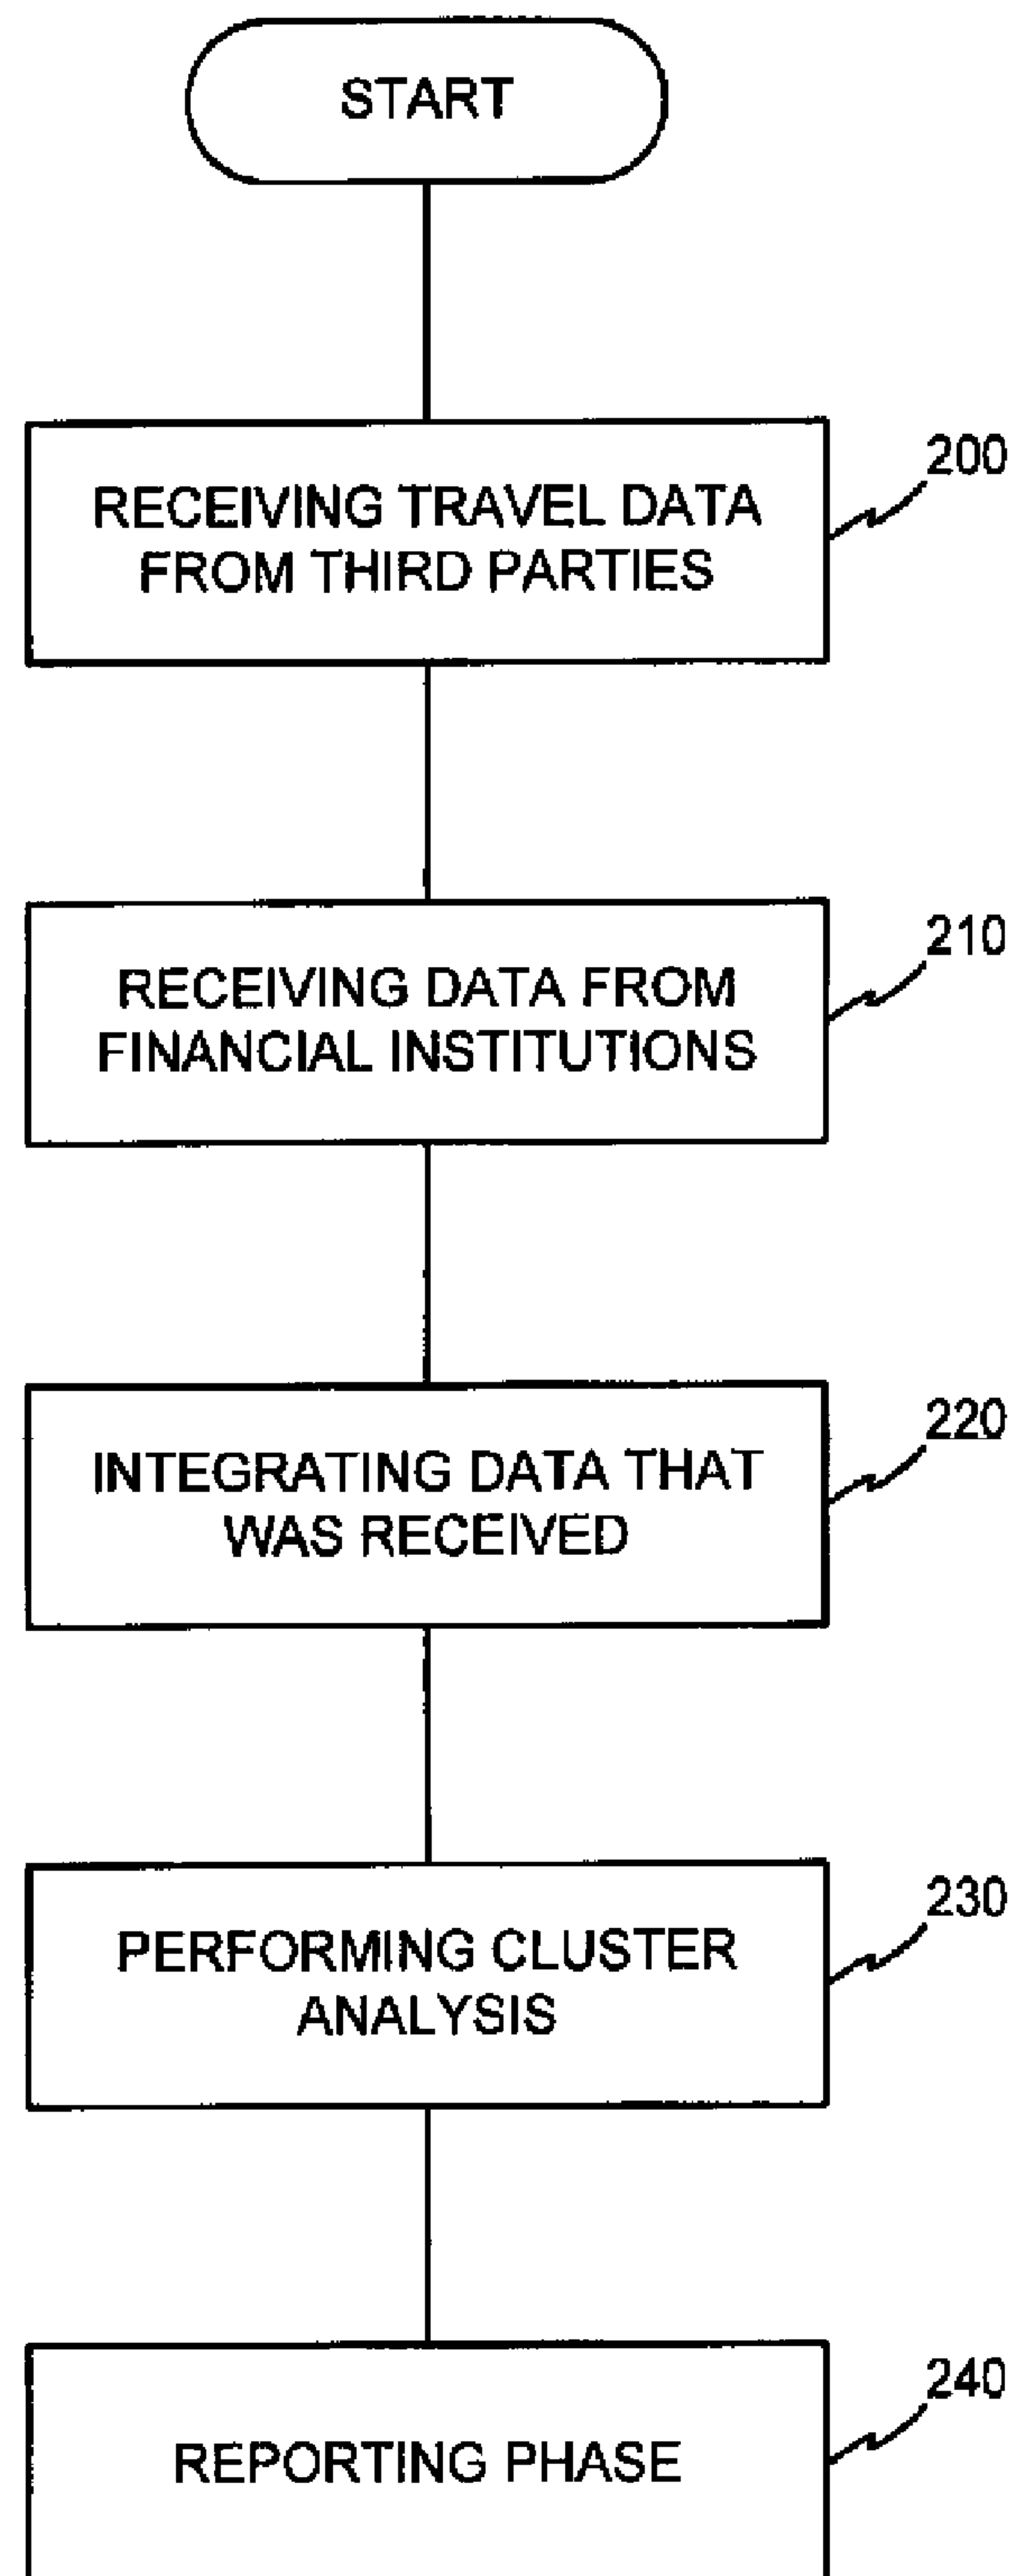 START
200
RECEIVING TRAVEL DATA
FROM THIRD PARTIES
210
RECEIVING DATA FROM
FINANCIAL INSTITUTIONS
220
INTEGRATING DATA THAT
WAS RECEIVED
230
PERFORMING CLUSTER
ANALYSIS
240
REPORTING PHASE